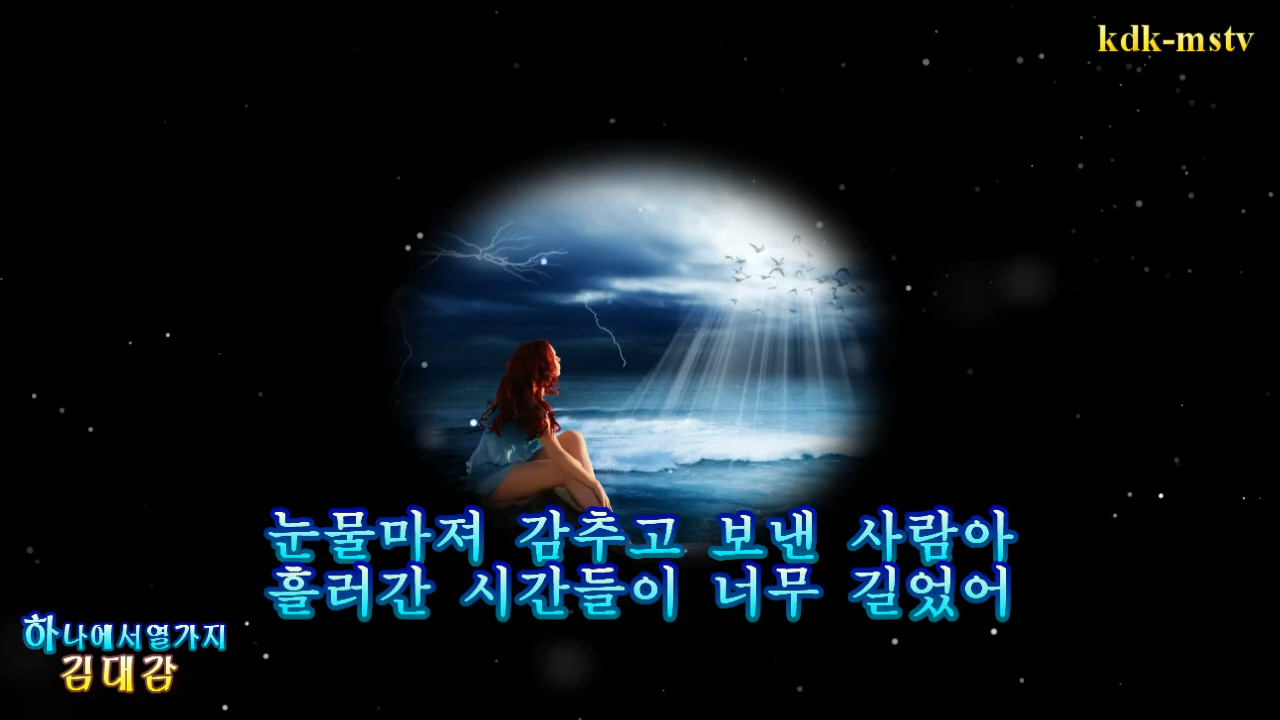 kdk-mstv
눈물마져 감추고 보낸 사람아
흘러간 시간들이 너무 길었어
하나에서열가지
김대감